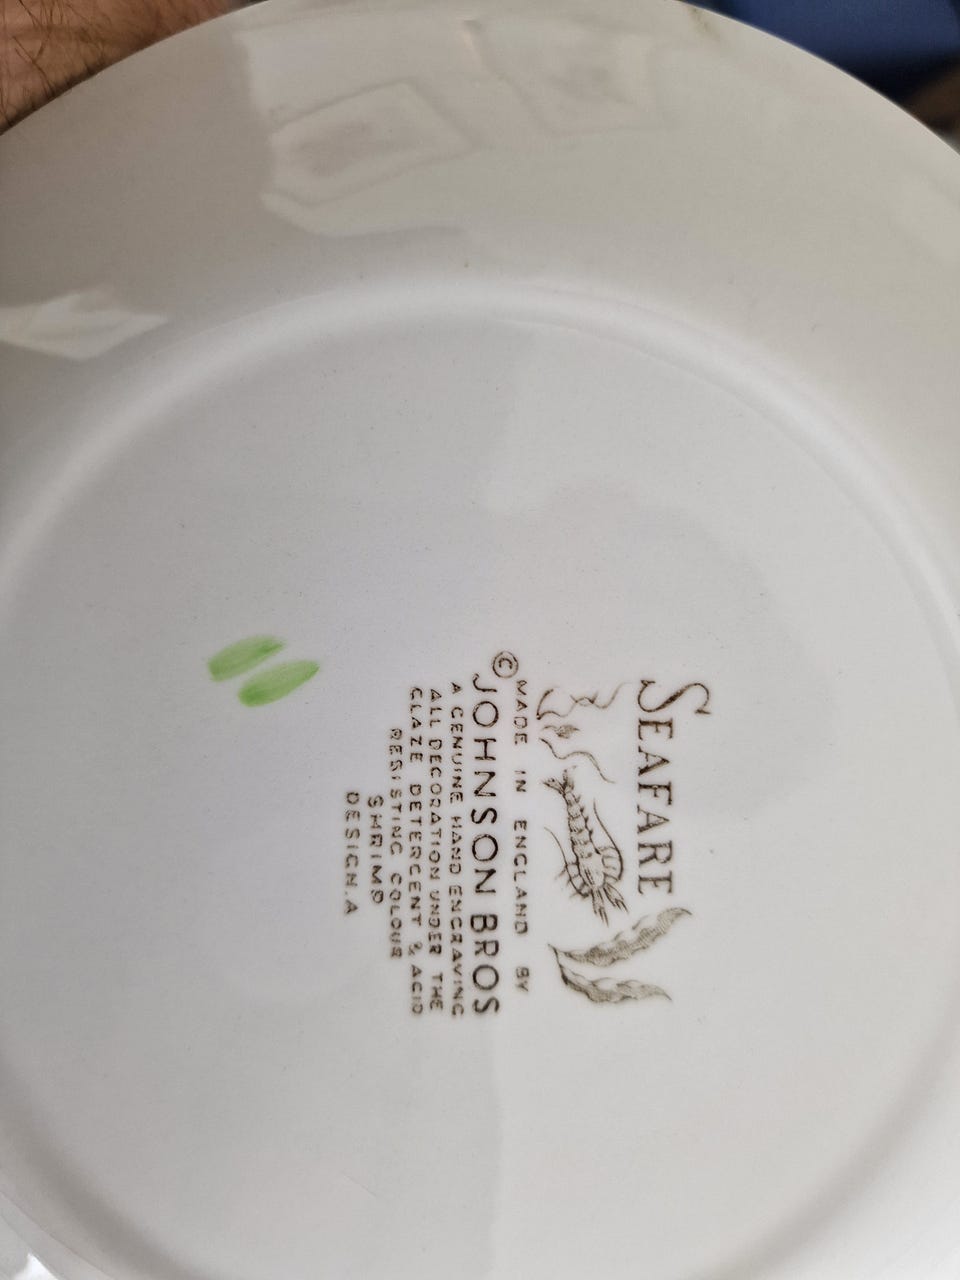 SEAFARE
MADE IN ENGLAND BY
© JOHNSON BROS
A GENUINE HAND ENGRAVING
ALL DECORATION UNDER THE
GLAZE DETERGENT & ACID
RESISTING COLOUR
SHRIMP
DESIGN.A